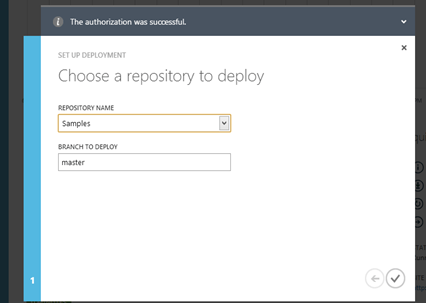 The authorization was successful.
SET UP DEPLOYMENT
Choose a repository to deploy
REPOSITORY NAME
Samples
BRANCH TO DEPLOY
master
1